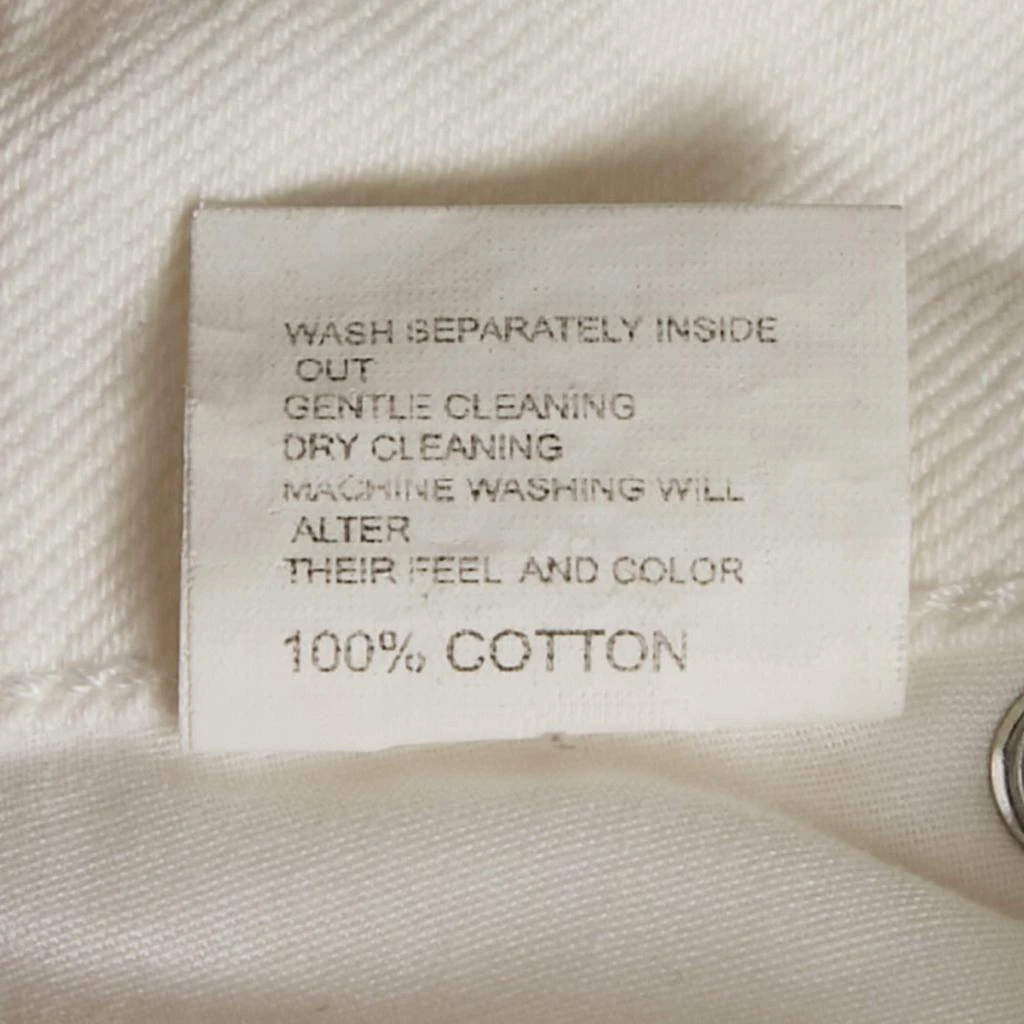 WASH SEPARATELY INSIDE
OUT
GENTLE CLEANING
DRY CLEANING
MACHINE WASHING WILL
ALTER
THEIR FEEL AND COLOR
100% COTTON